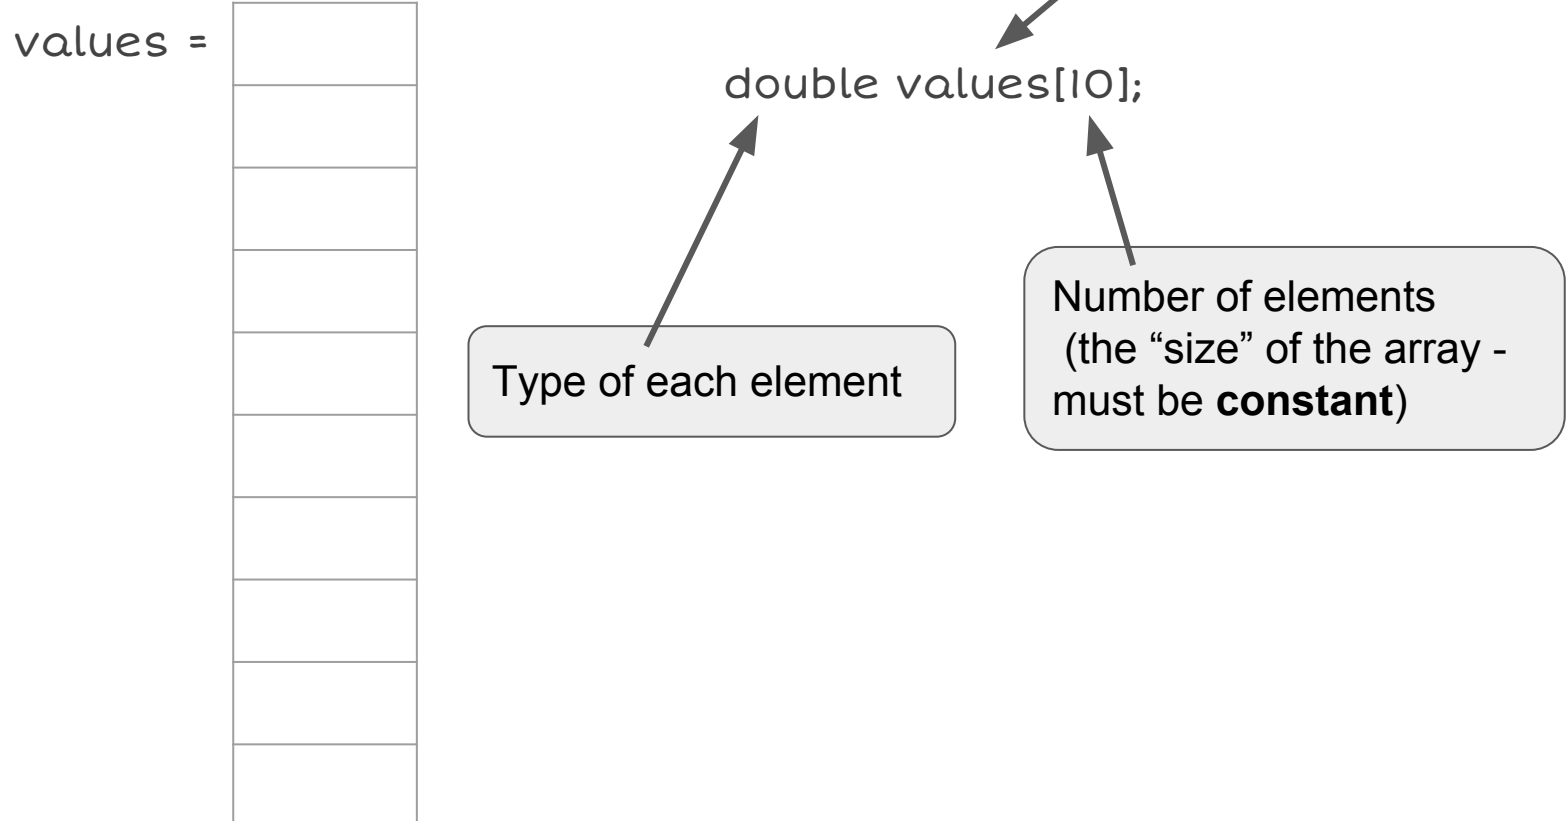 values =
double values[10];
Type of each element
Number of elements
(the “size” of the array -
must be constant)